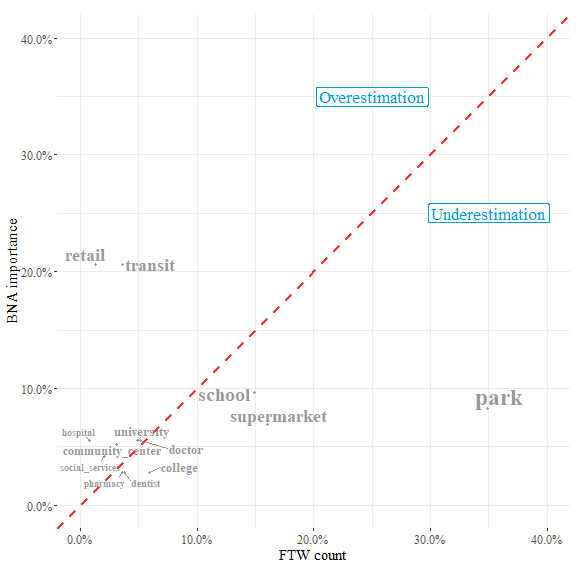 40.0%
Overestimation
30.0%
Underestimation
retail
transit
20.0%
BNA importance
10.0%
school
park
supermarket
hospital
university
community_center
doctor
social_services
college
pharmacy
dentist
0.0%
0.0%
10.0%
20.0%
30.0%
40.0%
FTW count